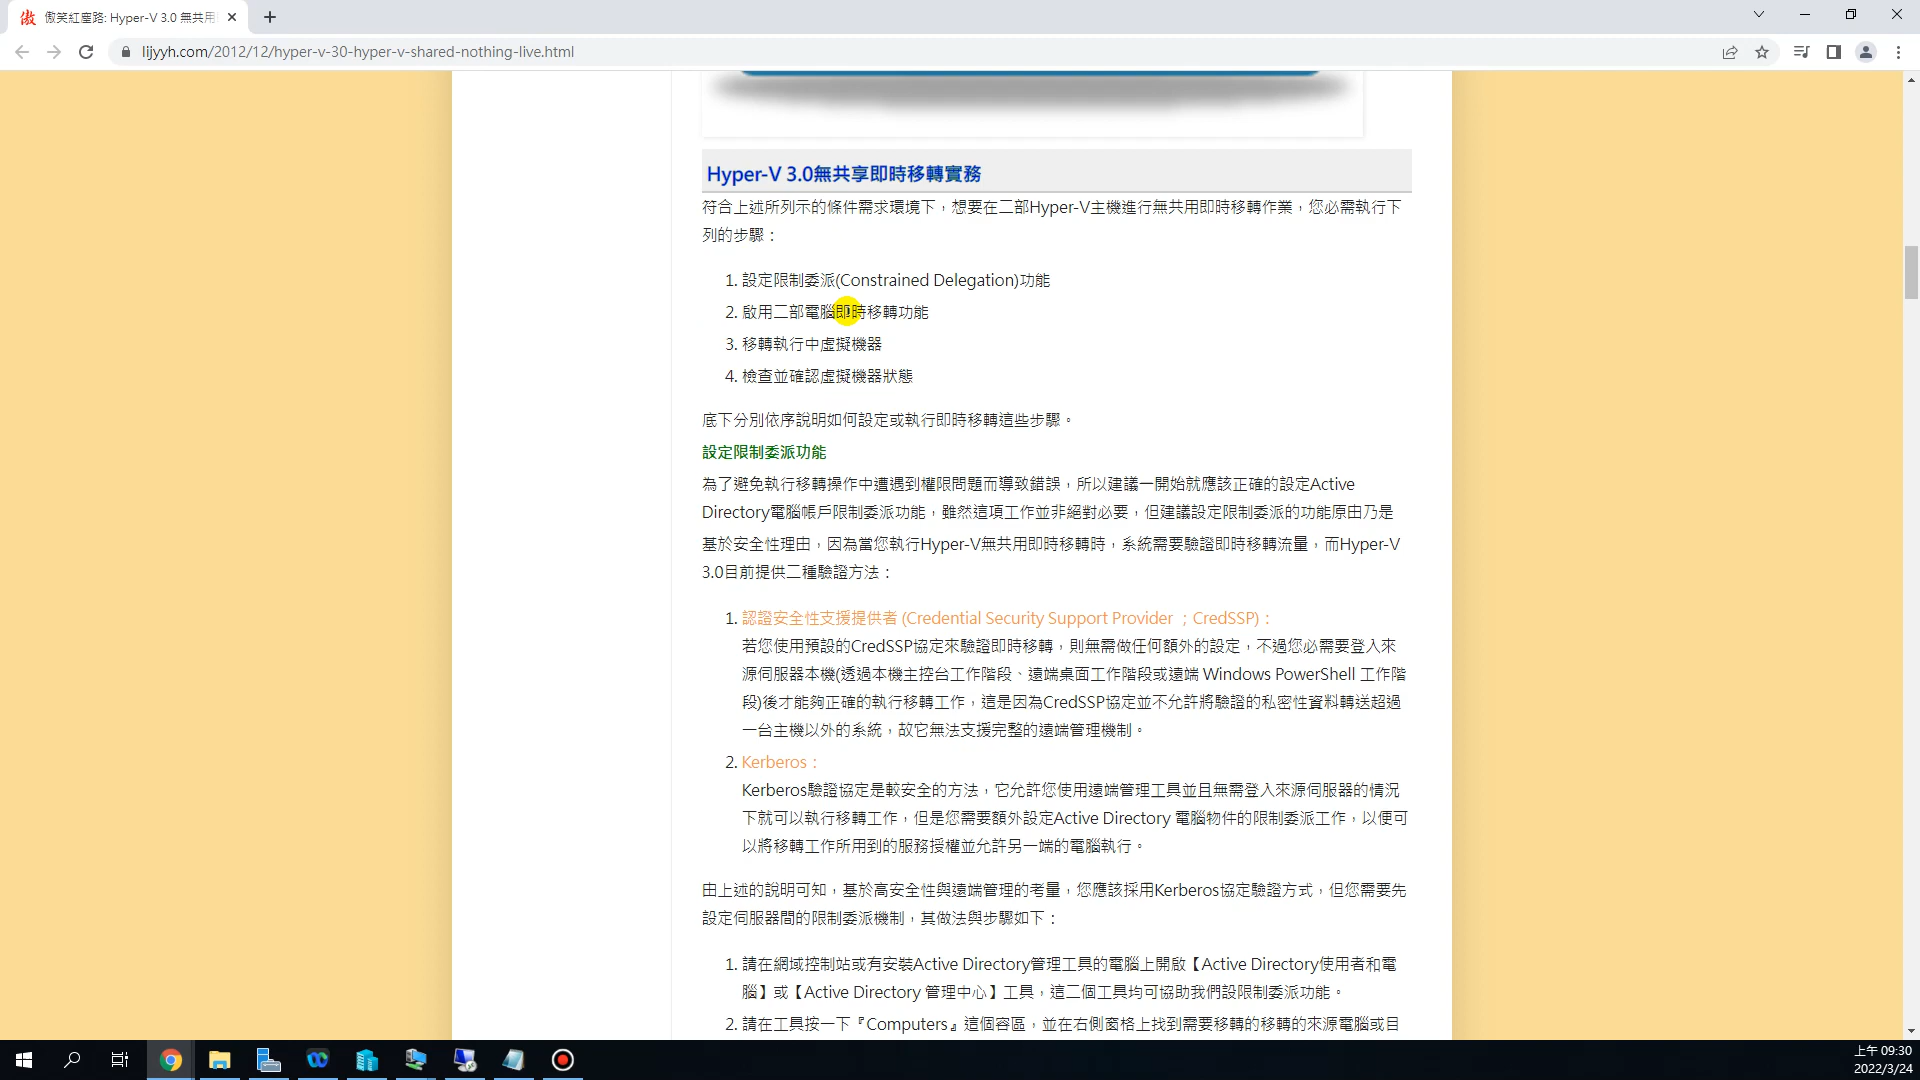 傲笑紅塵路: Hyper-V 3.0 無共用
lijyyh.com/2012/12/hyper-v-30-hyper-v-shared-nothing-live.html
Hyper-V 3.0無共享即時移轉實務
符合上述所列示的條件需求環境下，想要在二部Hyper-V主機進行無共用即時移轉作業，您必需執行下
列的步驟：
1. 設定限制委派(Constrained Delegation)功能
2. 啟用二部電腦即時移轉功能
3. 移轉執行中虛擬機器
4. 檢查並確認虛擬機器狀態
底下分別依序說明如何設定或執行即時移轉這些步驟。
設定限制委派功能
為了避免執行移轉操作中遭遇到權限問題而導致錯誤，所以建議一開始就應該正確的設定Active
Directory電腦帳戶限制委派功能，雖然這項工作並非絕對必要，但建議設定限制委派的功能原由乃是
基於安全性理由，因為當您執行Hyper-V無共用即時移轉時，系統需要驗證即時移轉流量，而Hyper-V
3.0目前提供二種驗證方法：
1. 認證安全性支援提供者 (Credential Security Support Provider ；CredSSP)：
若您使用預設的CredSSP協定來驗證即時移轉，則無需做任何額外的設定，不過您必需要登入來
源伺服器本機(透過本機主控台工作階段、遠端桌面工作階段或遠端 Windows PowerShell 工作階
段)後才能夠正確的執行移轉工作，這是因為CredSSP協定並不允許將驗證的私密性資料轉送超過
一台主機以外的系統，故它無法支援完整的遠端管理機制。
2. Kerberos：
Kerberos驗證協定是較安全的方法，它允許您使用遠端管理工具並且無需登入來源伺服器的情況
下就可以執行移轉工作，但是您需要額外設定Active Directory 電腦物件的限制委派工作，以便可
以將移轉工作所用到的服務授權並允許另一端的電腦執行。
由上述的說明可知，基於高安全性與遠端管理的考量，您應該採用Kerberos協定驗證方式，但您需要先
設定伺服器間的限制委派機制，其做法與步驟如下：
1. 請在網域控制站或有安裝Active Directory管理工具的電腦上開啟【Active Directory使用者和電
腦】或【Active Directory 管理中心】工具，這二個工具均可協助我們設限制委派功能。
2. 請在工具按一下『Computers』這個容區，並在右側窗格上找到需要移轉的移轉的來源電腦或目
上午 09:30
2022/3/24